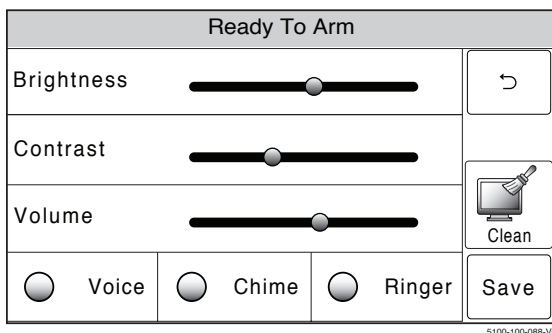 Ready To Arm
Brightness
Contrast
Volume
Clean
Voice
Chime
Ringer
Save
5100-100-088-V